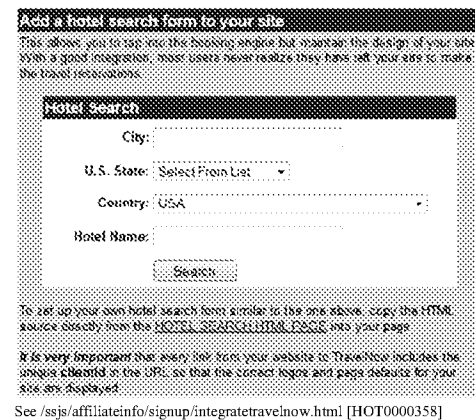 Add a hotel search form to your site
This allows you to tap into the booking engine but maintain the design of your site
With a good integration, most users never realize they have left your site to make
the travel reservations.
Hotel Search
City:
U.S. State: Select From List
Country: USA
Hotel Name:
Search
To set up your own hotel search form similar to the one above, copy the HTML
source directly from the HOTEL SEARCH HTML PAGE into your page
It is very important that every link from your website to TravelNow includes the
unique clientid in the URL so that the correct logos and page defaults for your
site are displayed
See /ssjs/affiliateinfo/signup/integratetravelnow.html [HOT0000358]